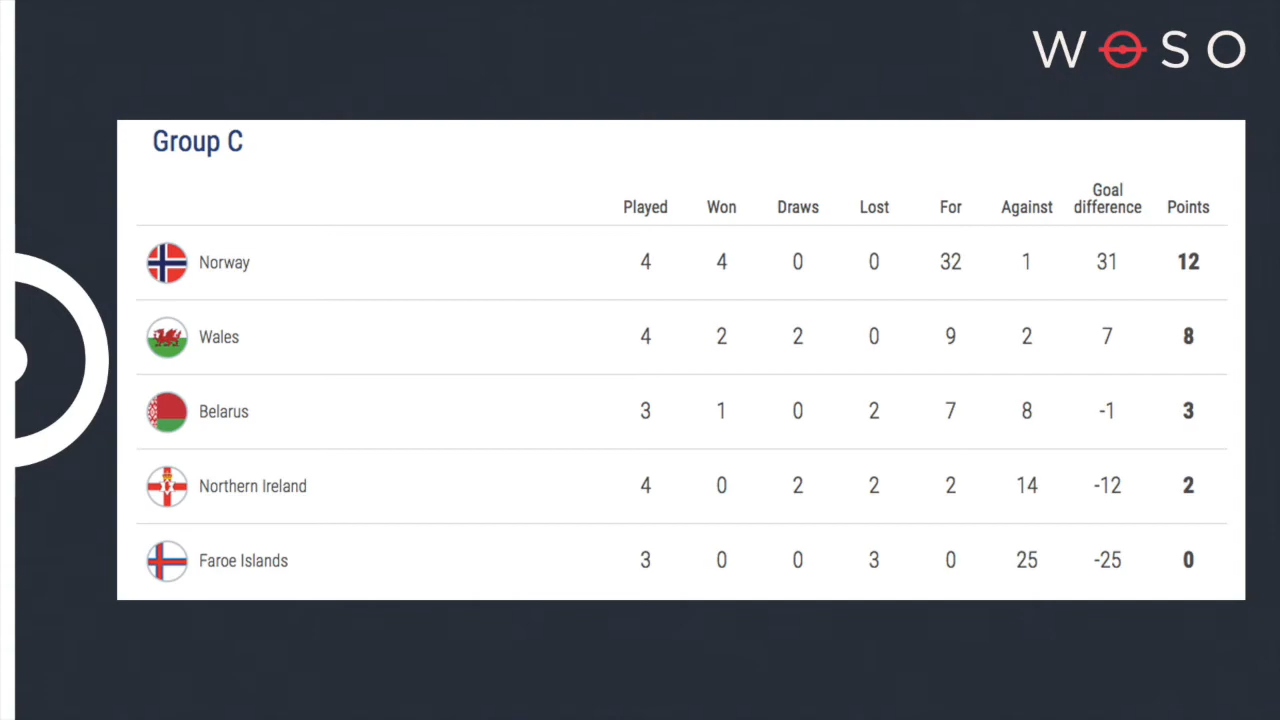 WOSO
Group C
Played Won Draws Lost For Against Goal difference Points
Norway 4 4 0 0 32 1 31 12
Wales 4 2 2 0 9 2 7 8
Belarus 3 1 0 2 7 8 -1 3
Northern Ireland 4 0 2 2 2 14 -12 2
Faroe Islands 3 0 0 3 0 25 -25 0